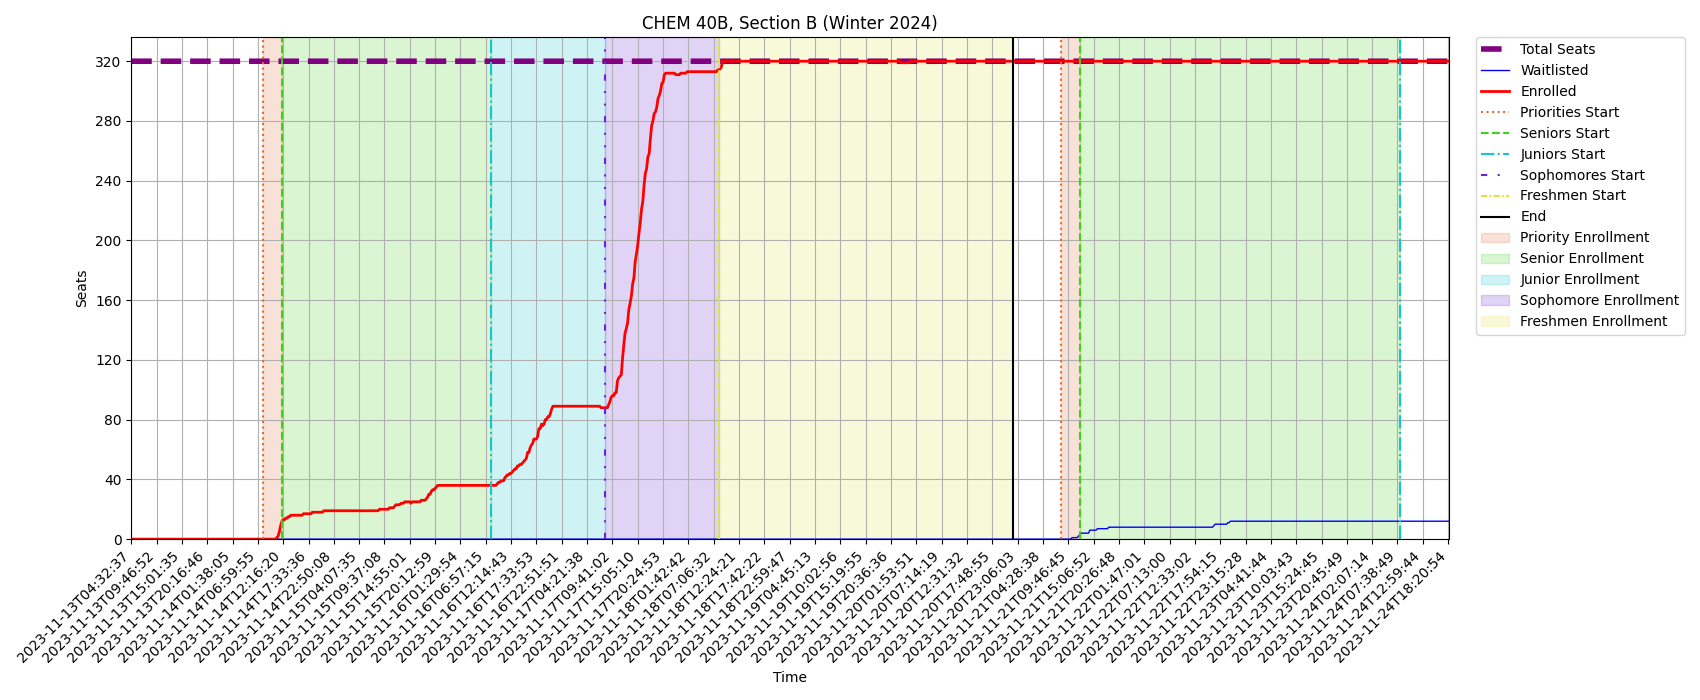 CHEM 40B, Section B (Winter 2024)
Seats
320
280
240
200
160
120
80
40
0
2023-11-13T04:32:37
2023-11-13T09:46:52
2023-11-13T15:01:35
2023-11-13T20:16:46
2023-11-14T01:38:05
2023-11-14T06:59:55
2023-11-14T12:16:20
2023-11-14T17:33:36
2023-11-14T22:50:08
2023-11-15T04:07:35
2023-11-15T09:37:08
2023-11-15T14:55:01
2023-11-15T20:12:59
2023-11-16T01:29:54
2023-11-16T06:57:15
2023-11-16T12:14:43
2023-11-16T17:33:53
2023-11-16T22:51:51
2023-11-17T04:21:38
2023-11-17T09:41:02
2023-11-17T15:05:10
2023-11-17T20:24:53
2023-11-18T01:42:42
2023-11-18T07:06:32
2023-11-18T12:24:21
2023-11-18T17:42:22
2023-11-18T22:59:47
2023-11-19T04:45:13
2023-11-19T10:02:56
2023-11-19T15:19:55
2023-11-19T20:36:36
2023-11-20T01:53:51
2023-11-20T07:14:19
2023-11-20T12:31:32
2023-11-20T17:48:55
2023-11-20T23:06:03
2023-11-21T04:28:38
2023-11-21T09:46:45
2023-11-21T15:06:52
2023-11-21T20:26:48
2023-11-22T01:47:01
2023-11-22T07:13:00
2023-11-22T12:33:02
2023-11-22T17:54:15
2023-11-22T23:15:28
2023-11-23T04:41:44
2023-11-23T10:03:43
2023-11-23T15:24:45
2023-11-23T20:45:49
2023-11-24T02:07:14
2023-11-24T07:38:49
2023-11-24T12:59:44
2023-11-24T18:20:54
Time
Total Seats
Waitlisted
Enrolled
Priorities Start
Seniors Start
Juniors Start
Sophomores Start
Freshmen Start
End
Priority Enrollment
Senior Enrollment
Junior Enrollment
Sophomore Enrollment
Freshmen Enrollment